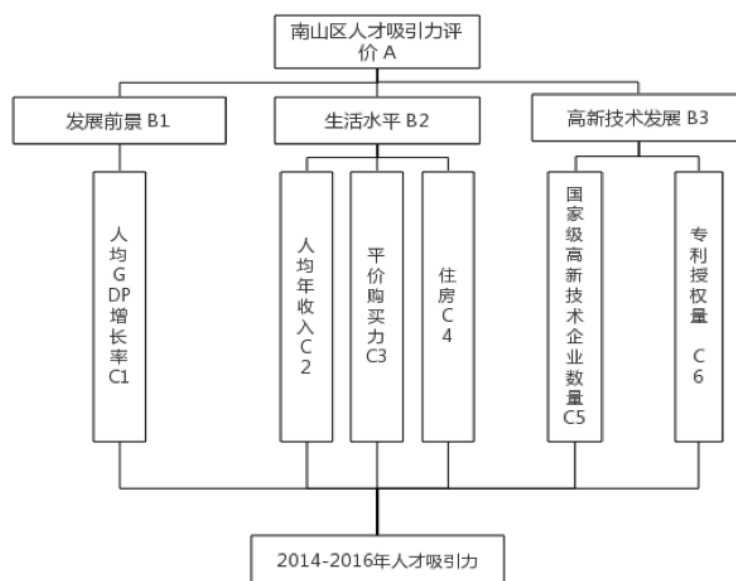 南山区人才吸引力评
价 A
发展前景 B1
生活水平 B2
高新技术发展 B3
人均GDP增长率C1
人均年收入C2
平价购买力C3
住房C4
国家级高新技术企业数量C5
专利授权量 C6
2014-2016年人才吸引力